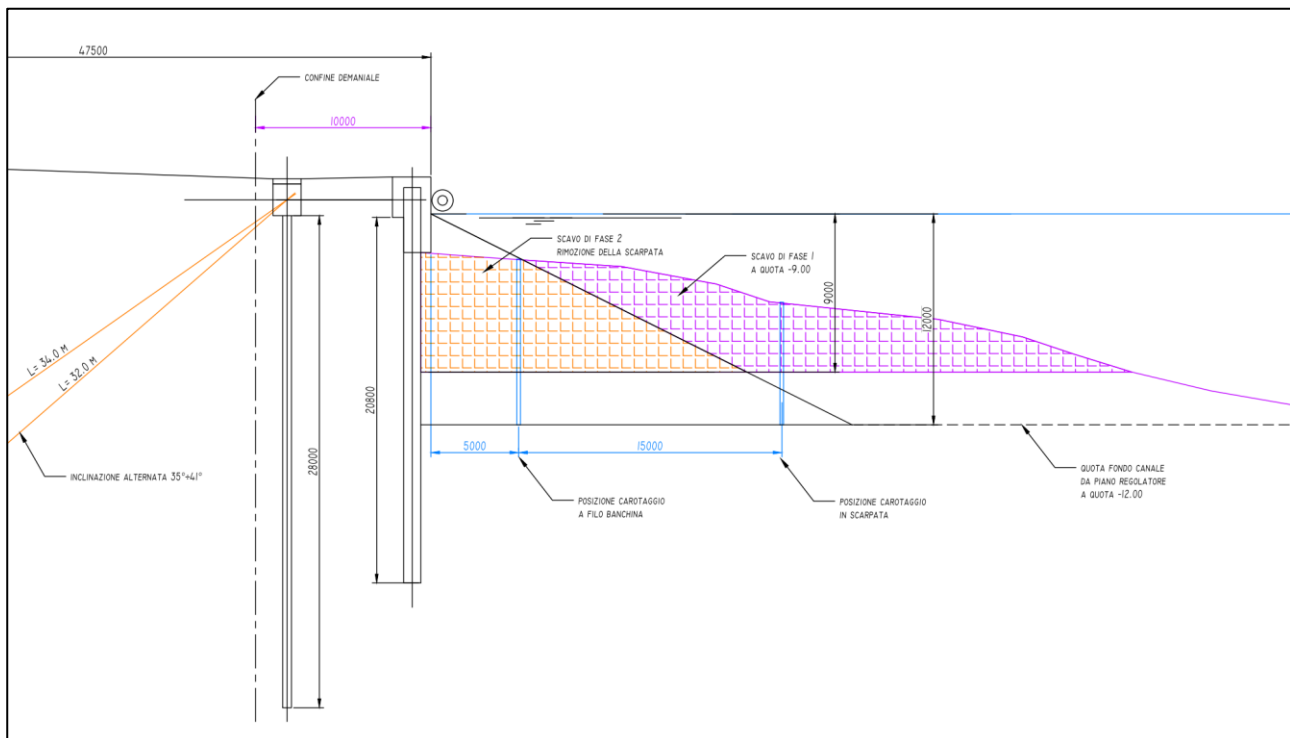 47500
CONFINE DEMANIALE
10000
SCAVO DI FASE 2
RIMOZIONE DELLA SCARPATA
SCAVO DI FASE 1
A QUOTA -9.00
9000
12000
L= 34.0 M
L= 32.0 M
20800
28000
INCLINAZIONE ALTERNATA 35°÷41°
5000
15000
POSIZIONE CAROTAGGIO
A FILO BANCHINA
POSIZIONE CAROTAGGIO
IN SCARPATA
QUOTA FONDO CANALE
DA PIANO REGOLATORE
A QUOTA -12.00